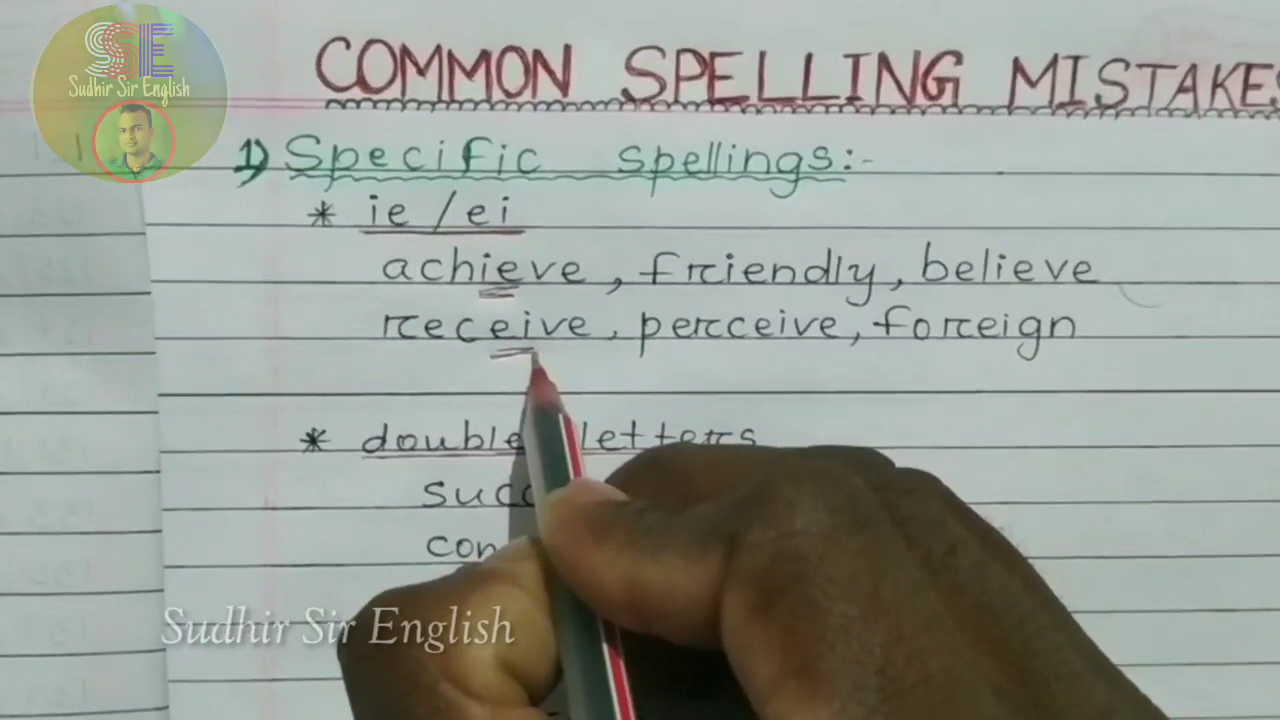 SE
Sudhir Sir English
COMMON SPELLING MISTAKES
1) Specific spellings:-
* ie / ei
achieve, friendly, believe
receive, perceive, foreign
* double letters
Sudhir Sir English